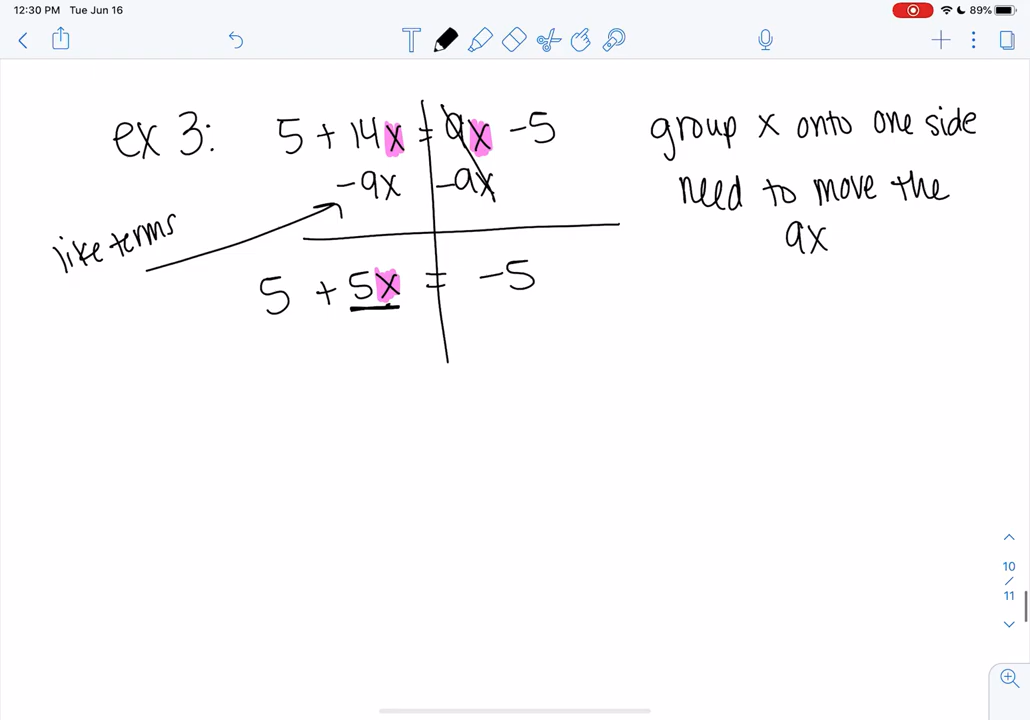 12:30 PM Tue Jun 16
89%
T
ex 3: 5 + 14x = 9x - 5
-9x -9x
like terms
5 + 5x = -5
group x onto one side
need to move the
9x
10
/
11